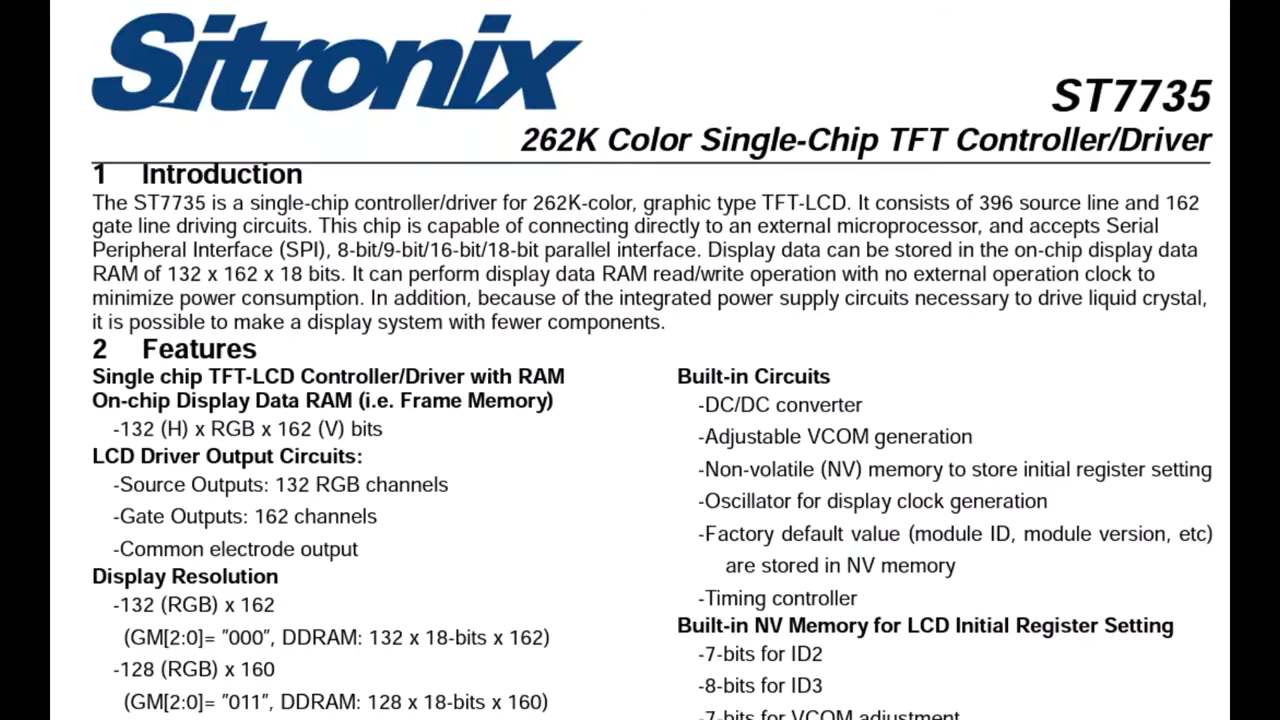 Sitronix
ST7735
262K Color Single-Chip TFT Controller/Driver
1 Introduction
The ST7735 is a single-chip controller/driver for 262K-color, graphic type TFT-LCD. It consists of 396 source line and 162
gate line driving circuits. This chip is capable of connecting directly to an external microprocessor, and accepts Serial
Peripheral Interface (SPI), 8-bit/9-bit/16-bit/18-bit parallel interface. Display data can be stored in the on-chip display data
RAM of 132 x 162 x 18 bits. It can perform display data RAM read/write operation with no external operation clock to
minimize power consumption. In addition, because of the integrated power supply circuits necessary to drive liquid crystal,
it is possible to make a display system with fewer components.
2 Features
Single chip TFT-LCD Controller/Driver with RAM
On-chip Display Data RAM (i.e. Frame Memory)
-132 (H) x RGB x 162 (V) bits
LCD Driver Output Circuits:
-Source Outputs: 132 RGB channels
-Gate Outputs: 162 channels
-Common electrode output
Display Resolution
-132 (RGB) x 162
(GM[2:0]= "000", DDRAM: 132 x 18-bits x 162)
-128 (RGB) x 160
(GM[2:0]= "011", DDRAM: 128 x 18-bits x 160)
Built-in Circuits
-DC/DC converter
-Adjustable VCOM generation
-Non-volatile (NV) memory to store initial register setting
-Oscillator for display clock generation
-Factory default value (module ID, module version, etc)
are stored in NV memory
-Timing controller
Built-in NV Memory for LCD Initial Register Setting
-7-bits for ID2
-8-bits for ID3
-7-bits for VCOM adjustment